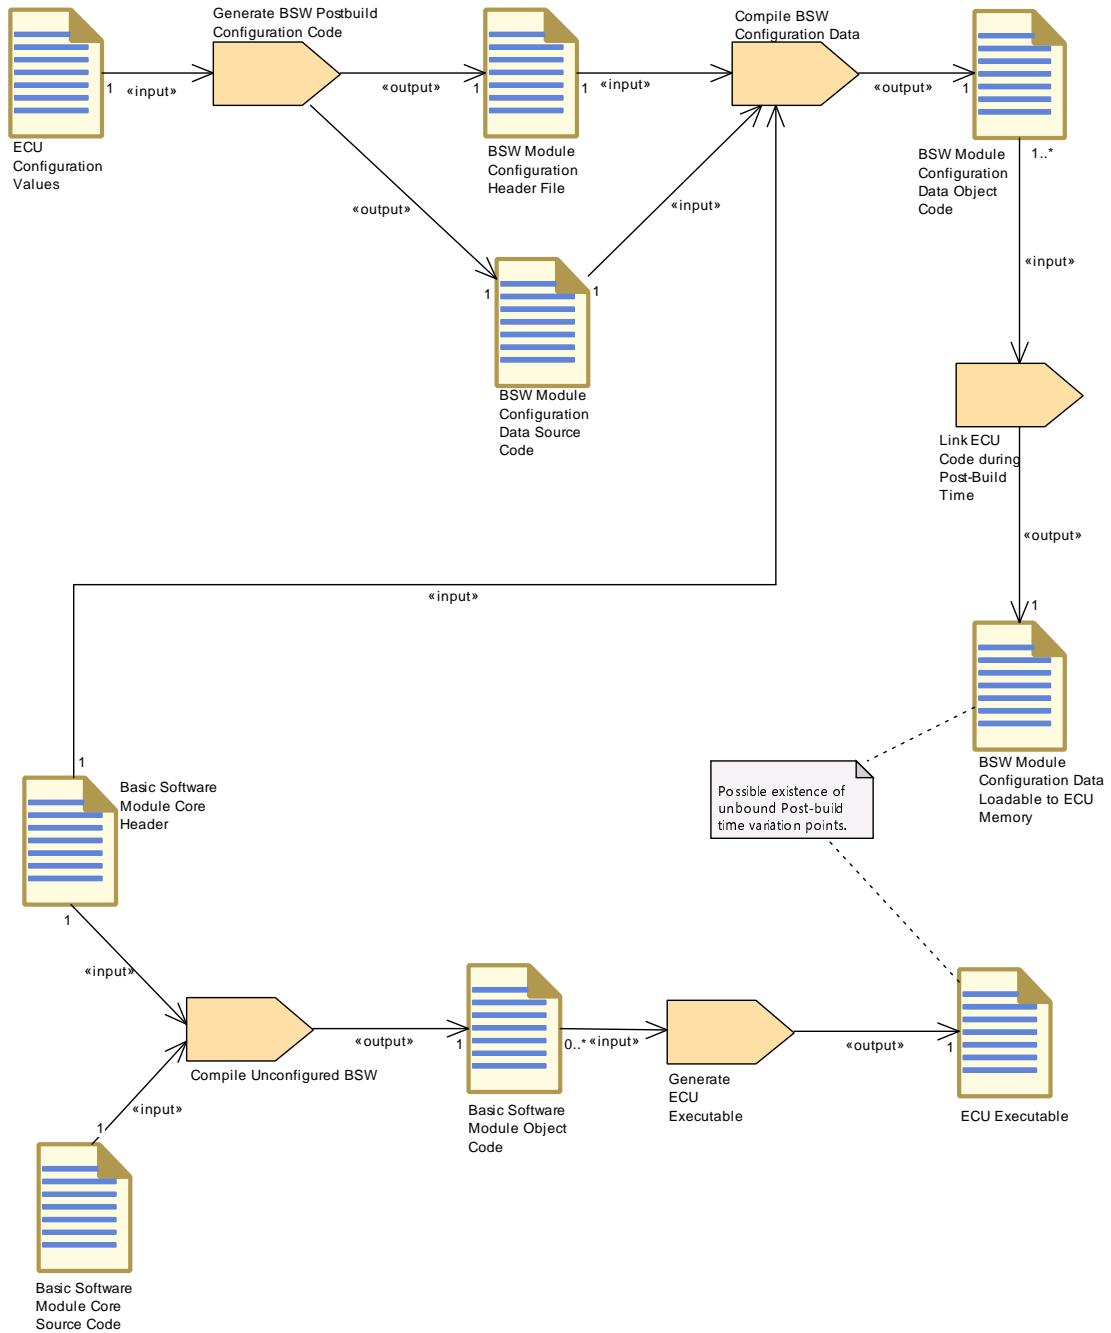 Generate BSW Postbuild
Configuration Code
Compile BSW
Configuration Data
1
«input»
«output»
1
1
«input»
«output»
1
ECU
Configuration
Values
BSW Module
Configuration
Header File
BSW Module
Configuration
Data Object
Code
1..*
«output»
«input»
«input»
1
1
BSW Module
Configuration
Data Source
Code
Link ECU
Code during
Post-Build
Time
«output»
«input»
1
1
BSW Module
Configuration Data
Loadable to ECU
Memory
Possible existence of
unbound Post-build
time variation points.
Basic Software
Module Core
Header
1
«input»
Compile Unconfigured BSW
«output»
1
0..*
«input»
«output»
1
Generate
ECU
Executable
Basic Software
Module Object
Code
ECU Executable
«input»
1
Basic Software
Module Core
Source Code